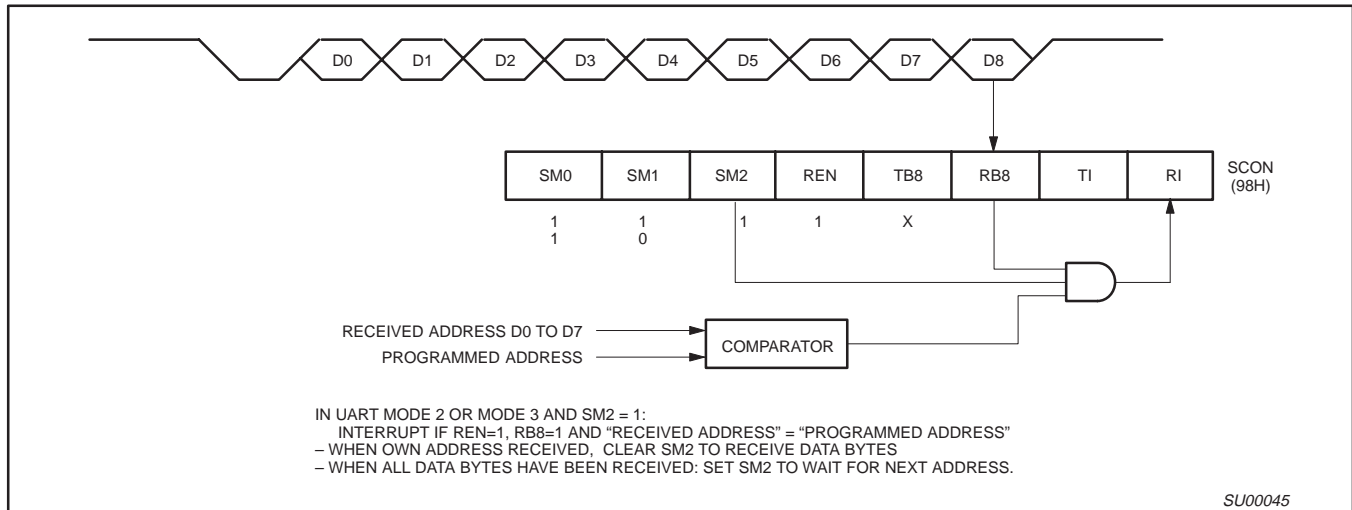 D0 D1 D2 D3 D4 D5 D6 D7 D8
SM0 SM1 SM2 REN TB8 RB8 TI RI
SCON
(98H)
1 1 1 1 X
1 0
RECEIVED ADDRESS D0 TO D7
PROGRAMMED ADDRESS
COMPARATOR
IN UART MODE 2 OR MODE 3 AND SM2 = 1:
INTERRUPT IF REN=1, RB8=1 AND “RECEIVED ADDRESS” = “PROGRAMMED ADDRESS”
– WHEN OWN ADDRESS RECEIVED, CLEAR SM2 TO RECEIVE DATA BYTES
– WHEN ALL DATA BYTES HAVE BEEN RECEIVED: SET SM2 TO WAIT FOR NEXT ADDRESS.
SU00045